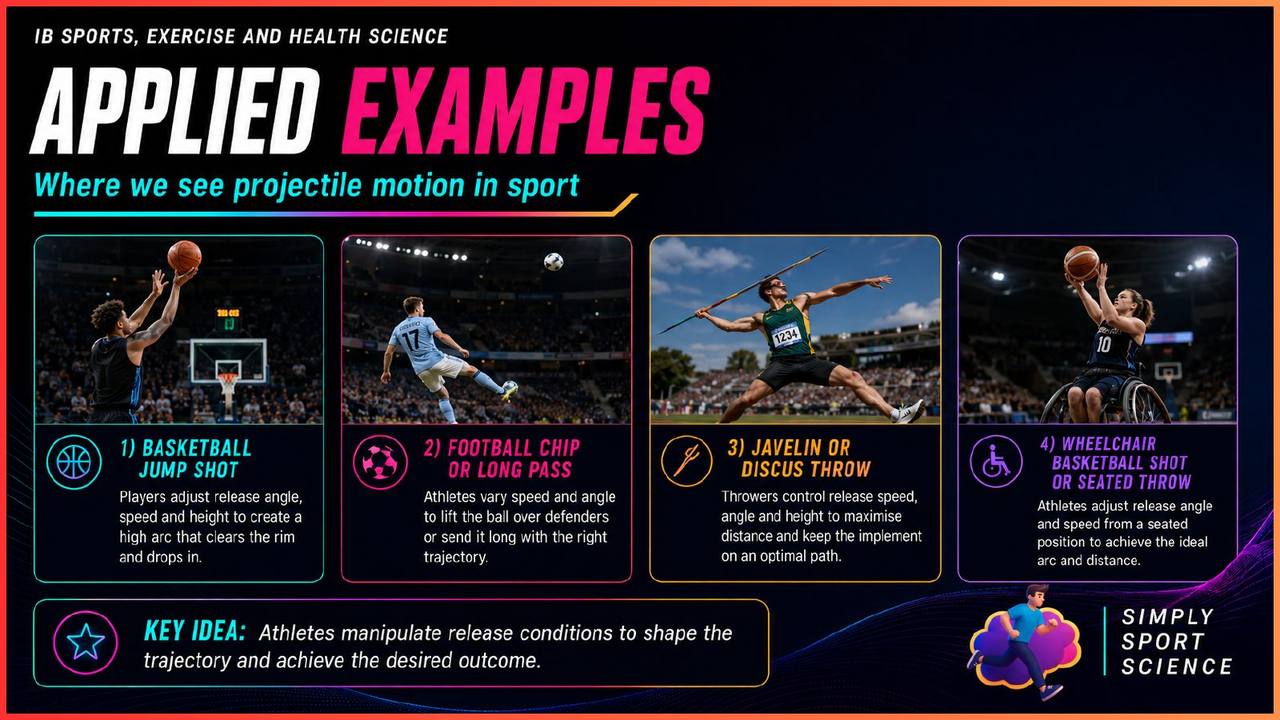 IB SPORTS, EXERCISE AND HEALTH SCIENCE
APPLIED EXAMPLES
Where we see projectile motion in sport
17
1234
10
1) BASKETBALL
JUMP SHOT
Players adjust release angle,
speed and height to create a
high arc that clears the rim
and drops in.
2) FOOTBALL CHIP
OR LONG PASS
Athletes vary speed and angle
to lift the ball over defenders
or send it long with the right
trajectory.
3) JAVELIN OR
DISCUS THROW
Throwers control release speed,
angle and height to maximise
distance and keep the implement
on an optimal path.
4) WHEELCHAIR
BASKETBALL SHOT
OR SEATED THROW
Athletes adjust release angle
and speed from a seated
position to achieve the ideal
arc and distance.
KEY IDEA: Athletes manipulate release conditions to shape the
trajectory and achieve the desired outcome.
SIMPLY
SPORT
SCIENCE